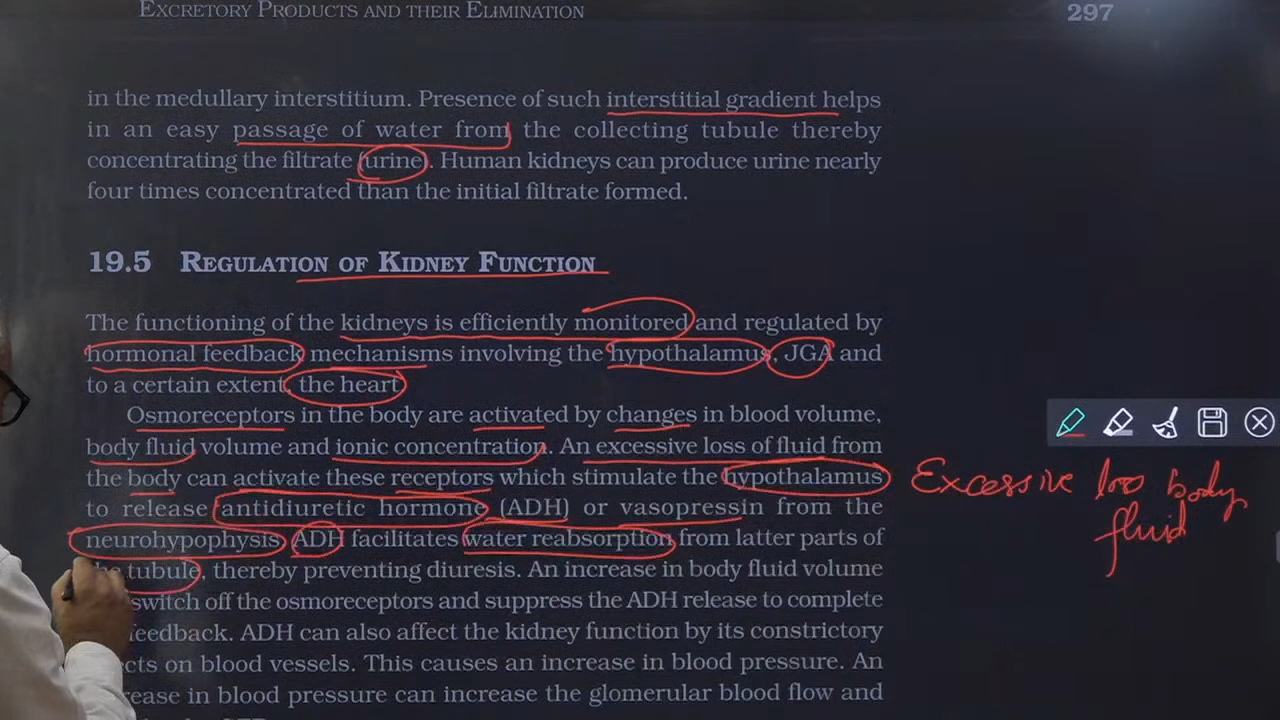 EXCRETORY PRODUCTS AND THEIR ELIMINATION 297
in the medullary interstitium. Presence of such interstitial gradient helps
in an easy passage of water from the collecting tubule thereby
concentrating the filtrate (urine). Human kidneys can produce urine nearly
four times concentrated than the initial filtrate formed.
19.5 REGULATION OF KIDNEY FUNCTION
The functioning of the kidneys is efficiently monitored and regulated by
hormonal feedback mechanisms involving the hypothalamus, JGA and
to a certain extent, the heart.
Osmoreceptors in the body are activated by changes in blood volume,
body fluid volume and ionic concentration. An excessive loss of fluid from
the body can activate these receptors which stimulate the hypothalamus
to release antidiuretic hormone (ADH) or vasopressin from the
neurohypophysis. ADH facilitates water reabsorption from latter parts of
tubule, thereby preventing diuresis. An increase in body fluid volume
switch off the osmoreceptors and suppress the ADH release to complete
feedback. ADH can also affect the kidney function by its constrictory
cts on blood vessels. This causes an increase in blood pressure. An
rease in blood pressure can increase the glomerular blood flow and
Excessive loss body
fluid